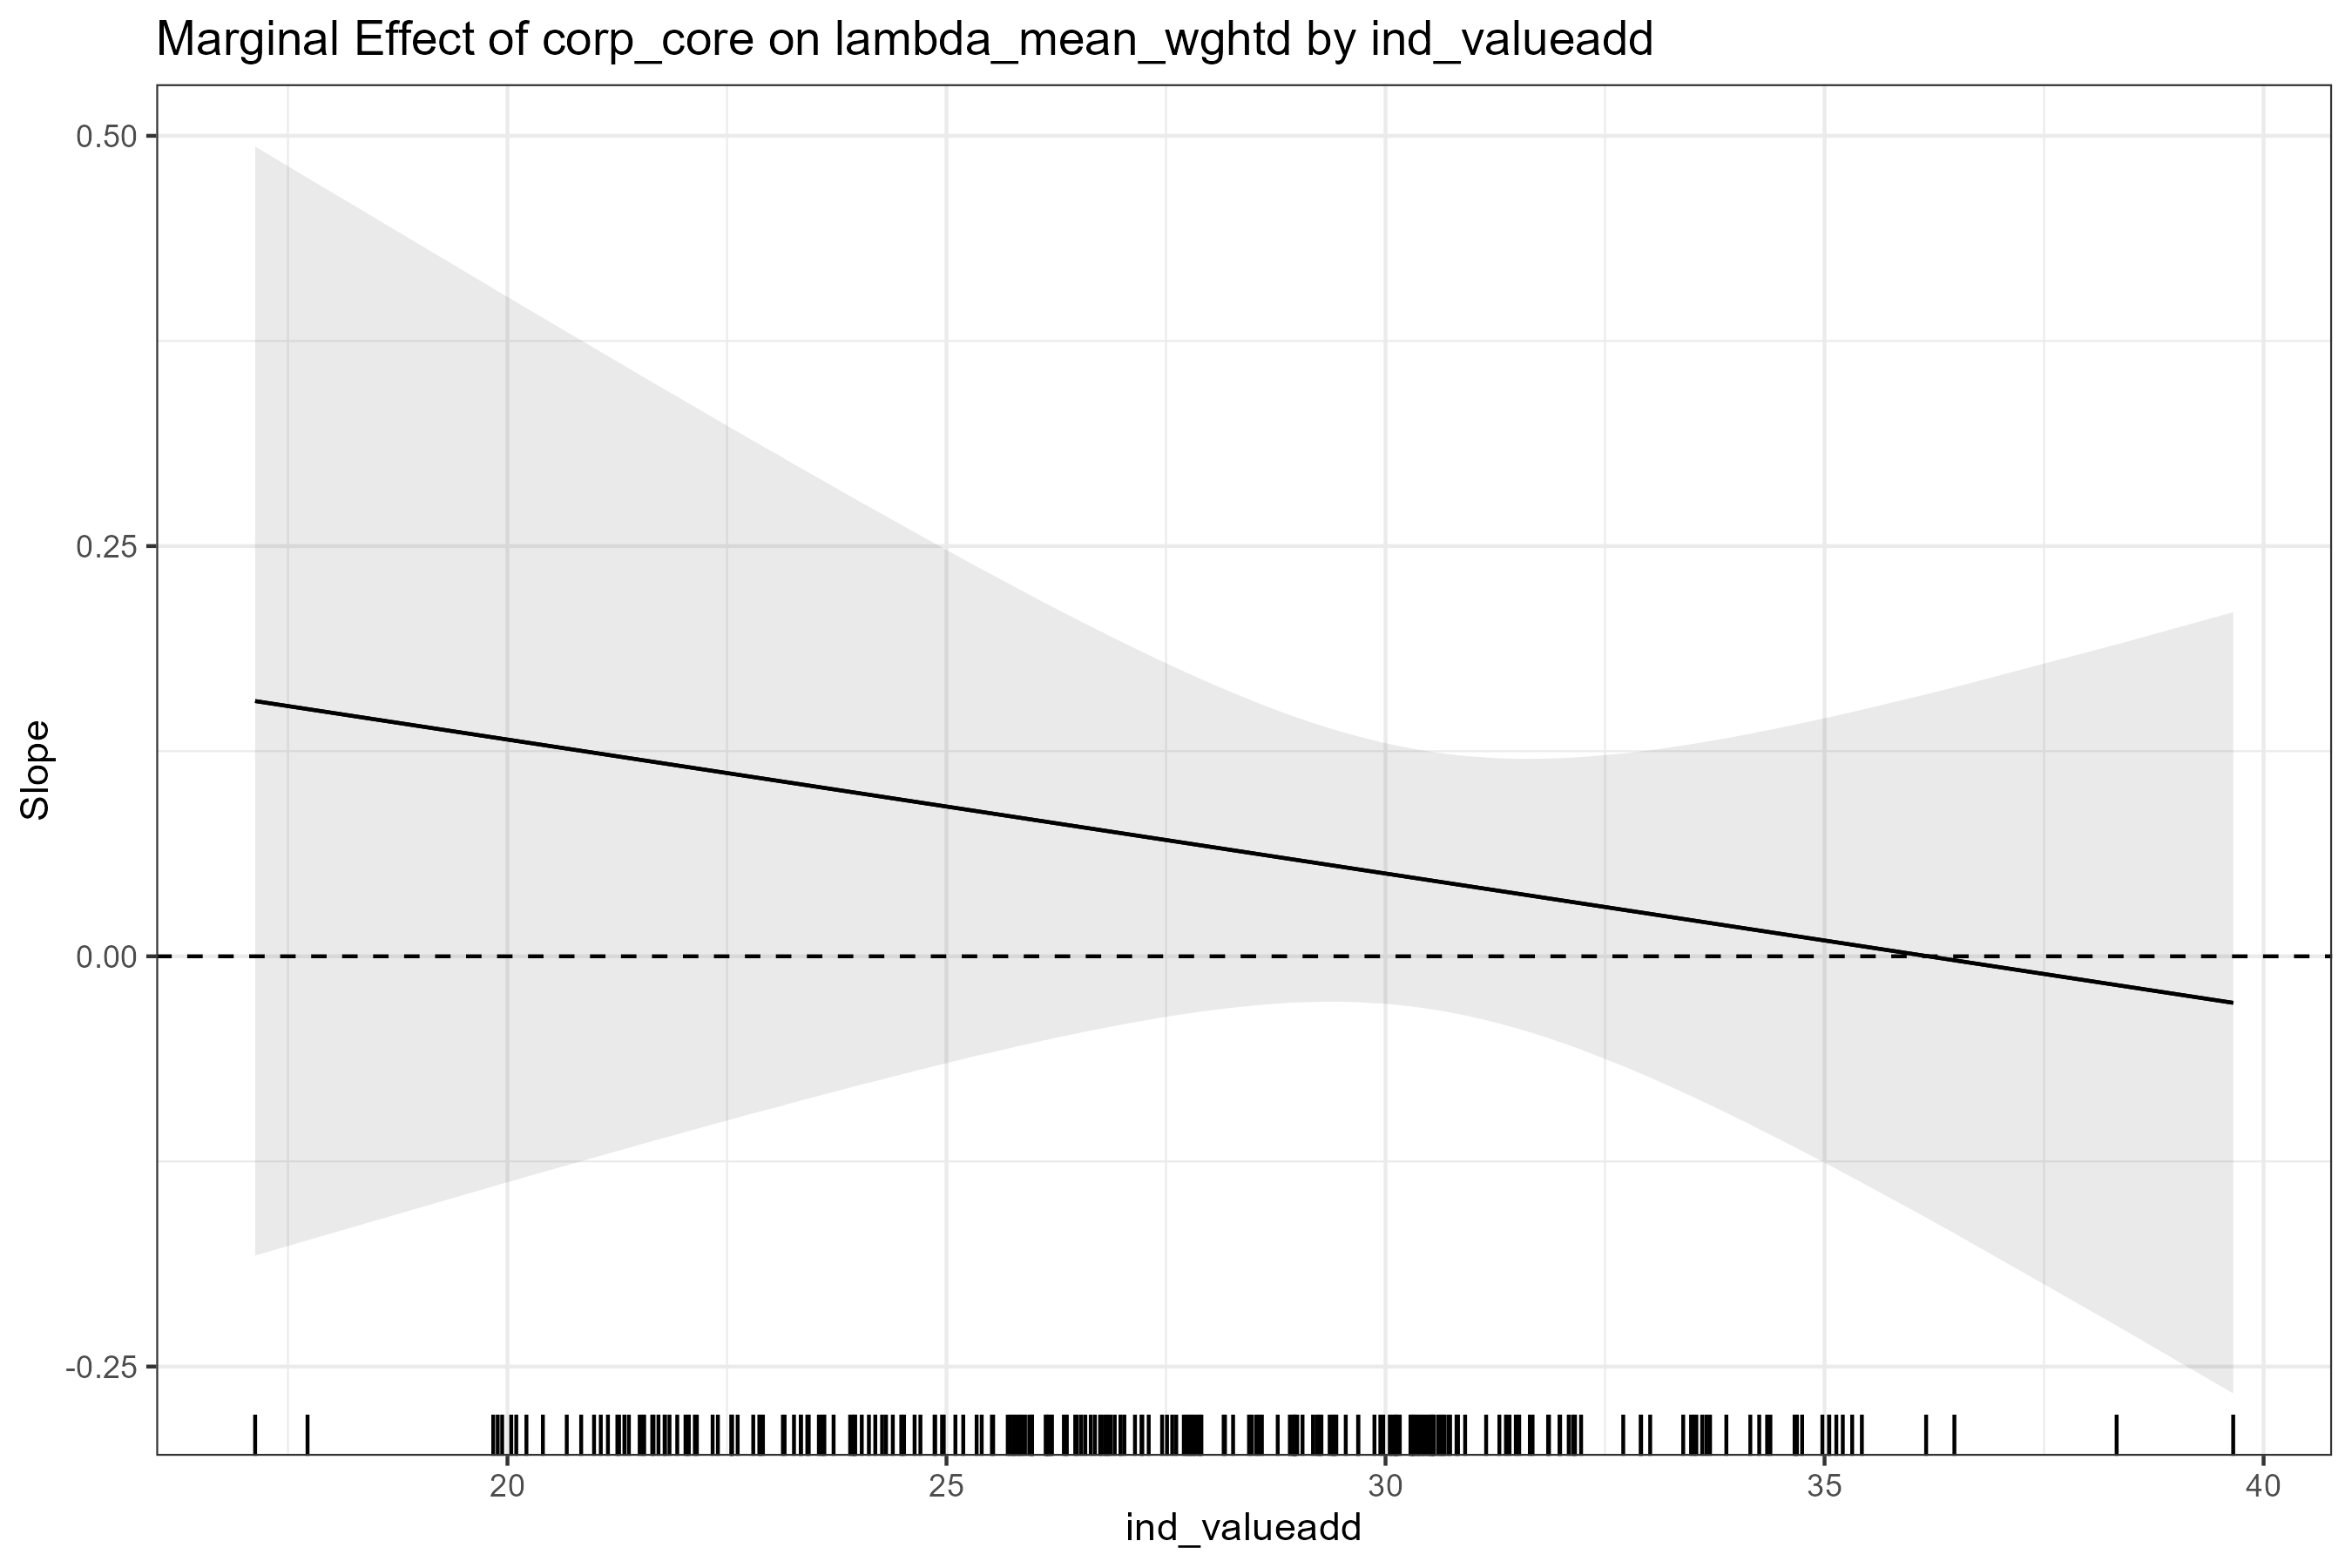 Marginal Effect of corp_core on lambda_mean_wghtd by ind_valueadd
0.50
0.25
0.00
-0.25
Slope
20 25 30 35 40
ind_valueadd